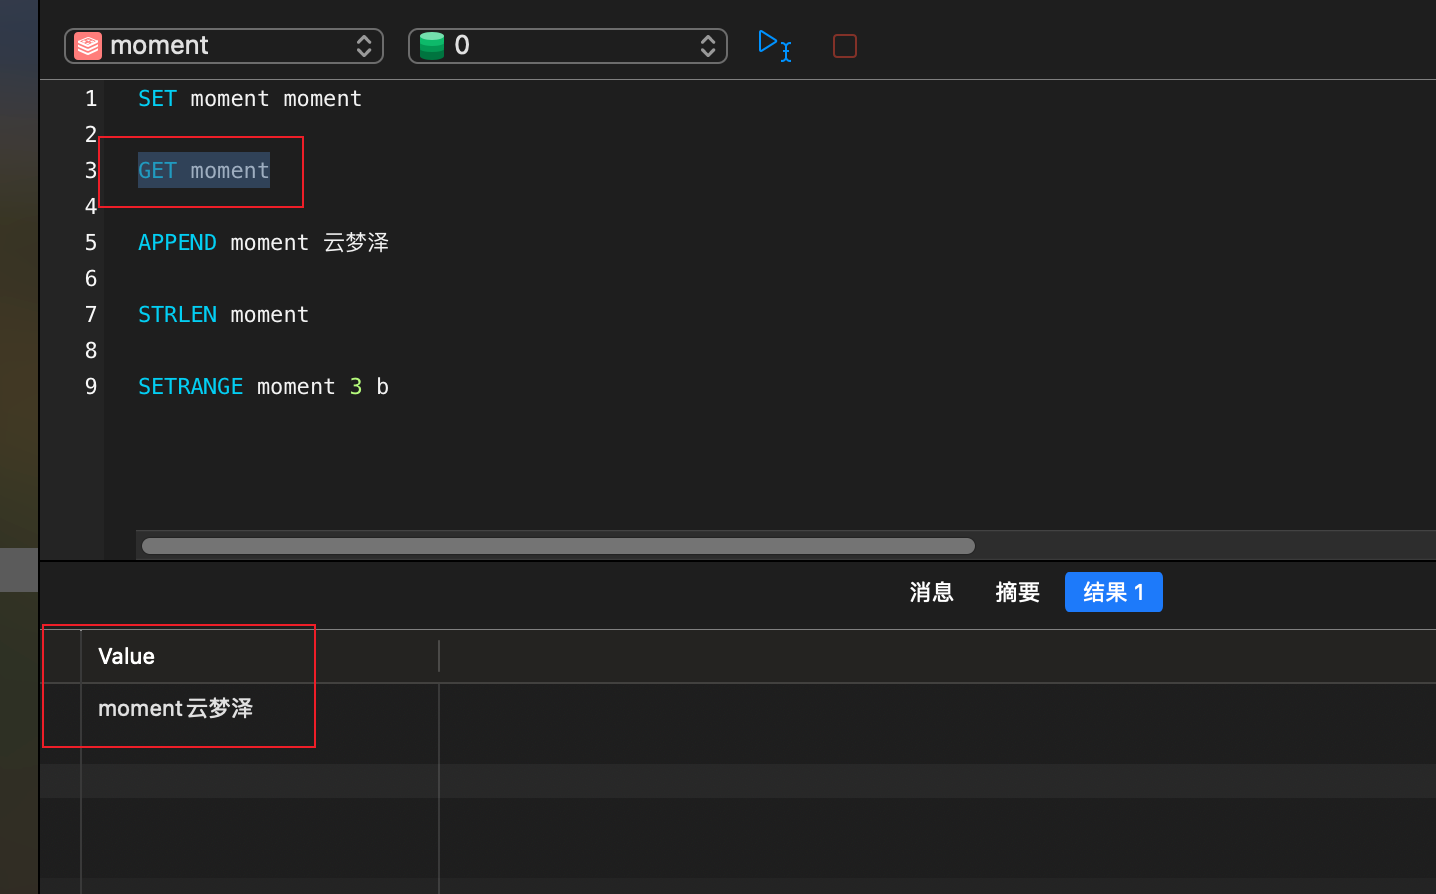 moment
0
1 SET moment moment
2
3 GET moment
4
5 APPEND moment 云梦泽
6
7 STRLEN moment
8
9 SETRANGE moment 3 b
消息 摘要 结果 1
Value
moment云梦泽